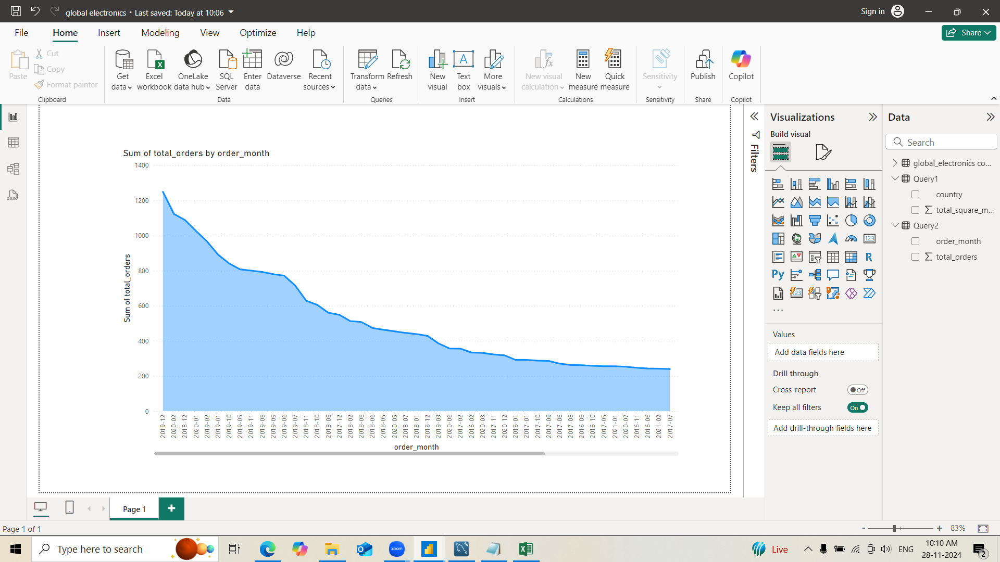 global electronics • Last saved: Today at 10:06
Sign in
File
Home
Insert
Modeling
View
Optimize
Help
Share
Paste
Cut
Copy
Format painter
Clipboard
Get data
Excel workbook
OneLake data hub
SQL Server
Enter data
Dataverse
Recent sources
Data
Transform data
Refresh
Queries
New visual
Text box
More visuals
Insert
New visual calculation
New measure
Quick measure
Calculations
Sensitivity
Sensitivity
Publish
Share
Copilot
Copilot
Sum of total_orders by order_month
Sum of total_orders
1400
1200
1000
800
600
400
200
0
2019-12
2020-02
2018-12
2020-01
2019-02
2019-01
2019-10
2019-05
2019-11
2019-08
2019-09
2019-06
2019-07
2018-11
2018-10
2018-09
2017-12
2018-02
2018-08
2018-06
2018-05
2020-05
2018-07
2018-01
2016-12
2019-03
2020-06
2017-02
2016-02
2020-03
2017-11
2020-12
2016-01
2017-01
2017-10
2017-09
2017-06
2017-08
2016-09
2016-10
2017-05
2021-01
2020-07
2016-11
2016-06
2021-02
2017-07
order_month
Filters
Visualizations
Build visual
123
R
Py
123
Values
Add data fields here
Drill through
Cross-report
Off
Keep all filters
On
Add drill-through fields here
Data
Search
global_electronics co...
Query1
country
total_square_m...
Query2
order_month
total_orders
DAX
Page 1
Page 1 of 1
- + 83%
Type here to search
zoom
Live
ENG
10:10 AM
28-11-2024
2